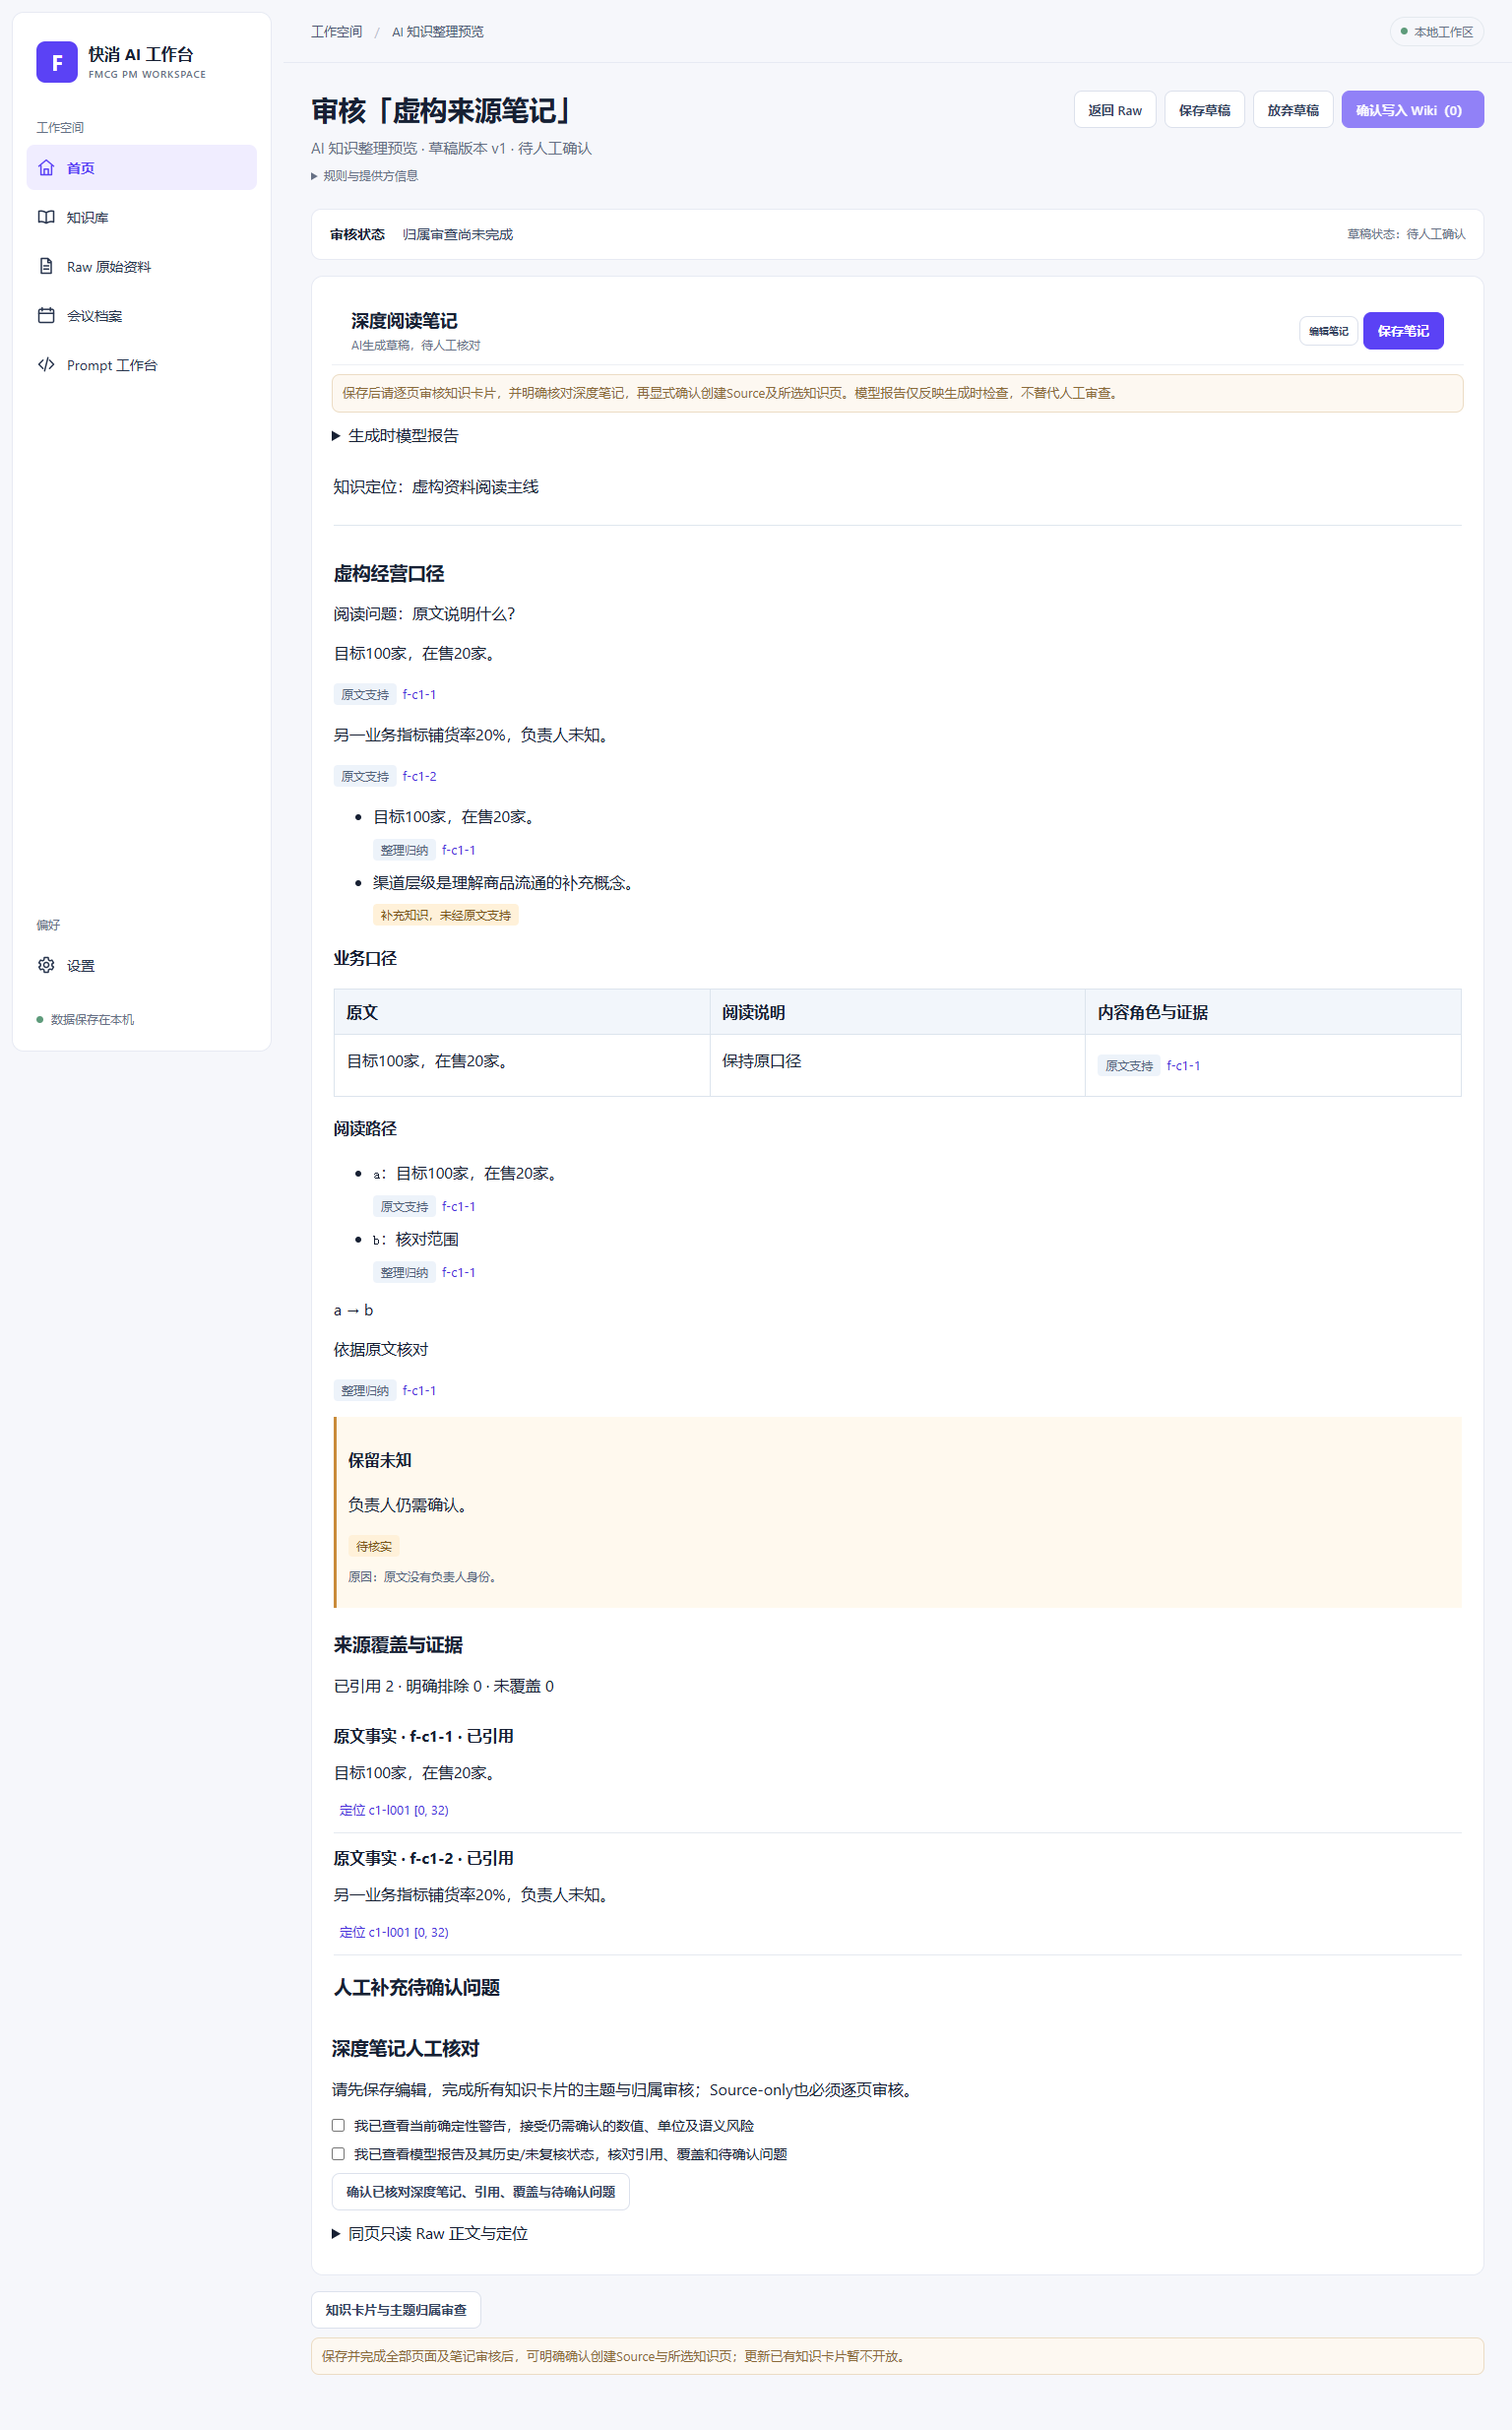 F
快消 AI 工作台
FMCG PM WORKSPACE
工作空间
首页
知识库
Raw 原始资料
会议档案
Prompt 工作台
偏好
设置
数据保存在本机
工作空间 / AI 知识整理预览
本地工作区
审核「虚构来源笔记」
返回 Raw
保存草稿
放弃草稿
确认写入 Wiki（0）
AI 知识整理预览 · 草稿版本 v1 · 待人工确认
规则与提供方信息
审核状态 归属审查尚未完成
草稿状态：待人工确认
深度阅读笔记
AI生成草稿，待人工核对
编辑笔记
保存笔记
保存后请逐页审核知识卡片，并明确核对深度笔记，再显式确认创建Source及所选知识页。模型报告仅反映生成时检查，不替代人工审查。
生成时模型报告
知识定位：虚构资料阅读主线
虚构经营口径
阅读问题：原文说明什么？
目标100家，在售20家。
原文支持 f-c1-1
另一业务指标铺货率20%，负责人未知。
原文支持 f-c1-2
目标100家，在售20家。
整理归纳 f-c1-1
渠道层级是理解商品流通的补充概念。
补充知识，未经原文支持
业务口径
原文 阅读说明 内容角色与证据
目标100家，在售20家。 保持原口径 原文支持 f-c1-1
阅读路径
a：目标100家，在售20家。
原文支持 f-c1-1
b：核对范围
整理归纳 f-c1-1
a → b
依据原文核对
整理归纳 f-c1-1
保留未知
负责人仍需确认。
待核实
原因：原文没有负责人身份。
来源覆盖与证据
已引用 2 · 明确排除 0 · 未覆盖 0
原文事实 · f-c1-1 · 已引用
目标100家，在售20家。
定位 c1-l001 [0, 32)
原文事实 · f-c1-2 · 已引用
另一业务指标铺货率20%，负责人未知。
定位 c1-l001 [0, 32)
人工补充待确认问题
深度笔记人工核对
请先保存编辑，完成所有知识卡片的主题与归属审核；Source-only也必须逐页审核。
我已查看当前确定性警告，接受仍需确认的数值、单位及语义风险
我已查看模型报告及其历史/未复核状态，核对引用、覆盖和待确认问题
确认已核对深度笔记、引用、覆盖与待确认问题
同页只读 Raw 正文与定位
知识卡片与主题归属审查
保存并完成全部页面及笔记审核后，可明确确认创建Source与所选知识页；更新已有知识卡片暂不开放。